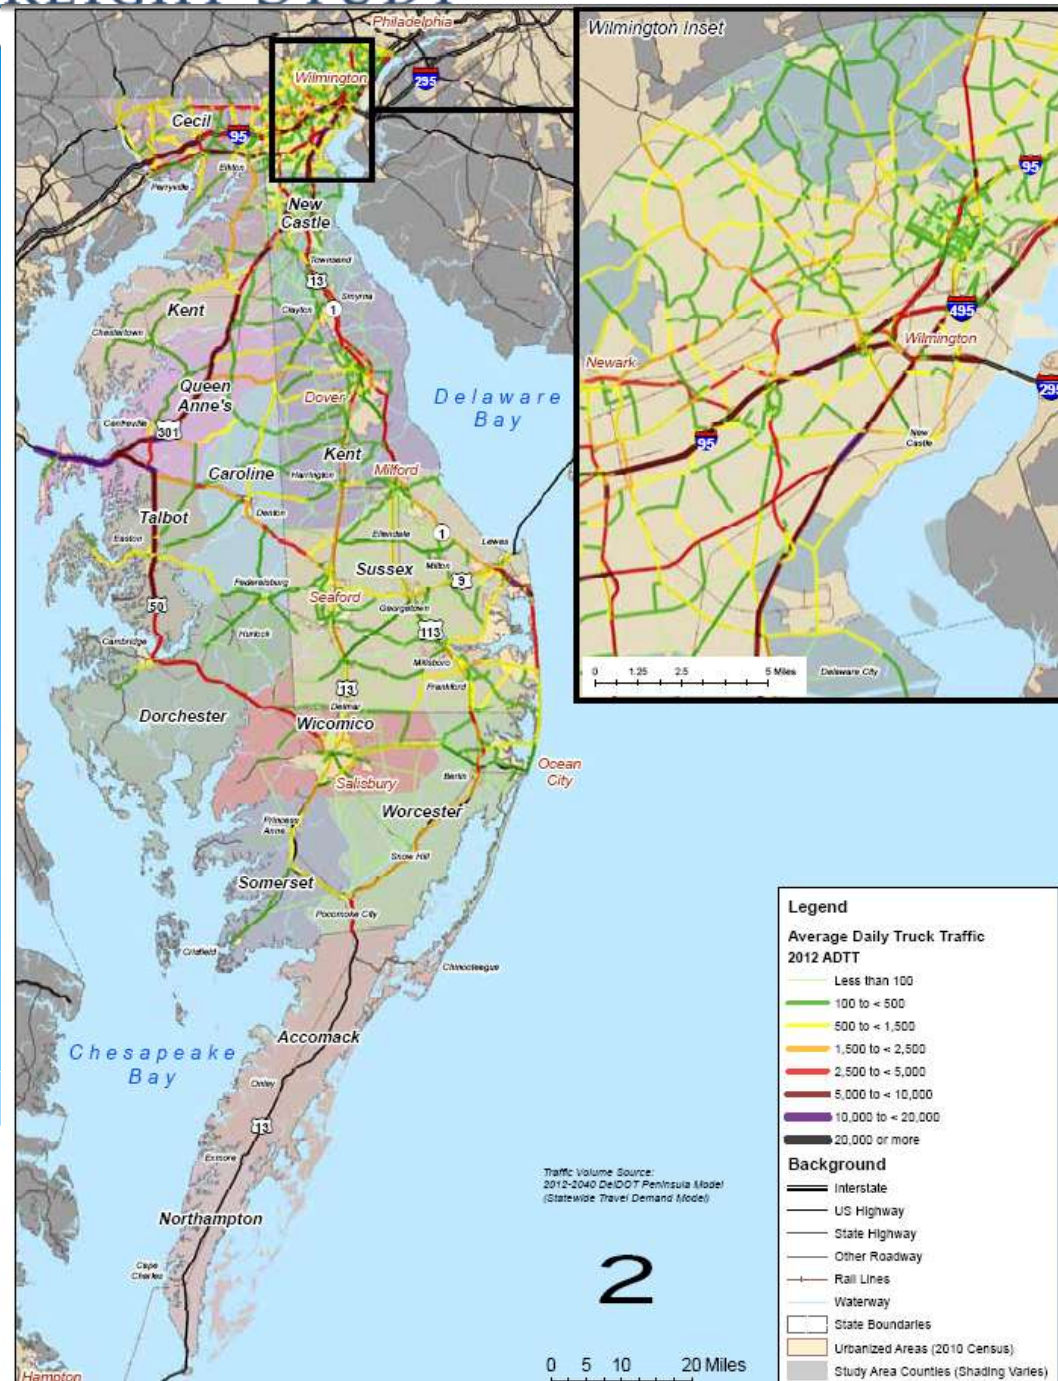 FREIGHT STUDY
Philadelphia
Wilmington
295
Cecil
95
Elkton
Perryville
New
Castle
Townsend
13
Smyrna
Clayton
1
Kent
Chestertown
Queen
Anne's
Dover
Delaware
Bay
Centreville
301
Kent
Caroline
Harrington
Milford
Talbot
Denton
Easton
Ellendale
1
Lewes
Sussex
Milton
9
Federalsburg
Seaford
Georgetown
50
Hurlock
113
Cambridge
Millsboro
Frankford
13
Delmar
Dorchester
Wicomico
Ocean
City
Berlin
Salisbury
Worcester
Princess
Anne
Snow Hill
Somerset
Pocomoke City
Crisfield
Chincoteague
Accomack
Chesapeake
Bay
Onley
13
Exmore
Northampton
Cape
Charles
Hampton
Wilmington Inset
95
495
Wilmington
Newark
295
95
New
Castle
0 1.25 2.5 5 Miles
Delaware City
Traffic Volume Source:
2012-2040 DelDOT Peninsula Model
(Statewide Travel Demand Model)
2
0 5 10 20 Miles
Legend
Average Daily Truck Traffic
2012 ADTT
Less than 100
100 to < 500
500 to < 1,500
1,500 to < 2,500
2,500 to < 5,000
5,000 to < 10,000
10,000 to < 20,000
20,000 or more
Background
Interstate
US Highway
State Highway
Other Roadway
Rail Lines
Waterway
State Boundaries
Urbanized Areas (2010 Census)
Study Area Counties (Shading Varies)